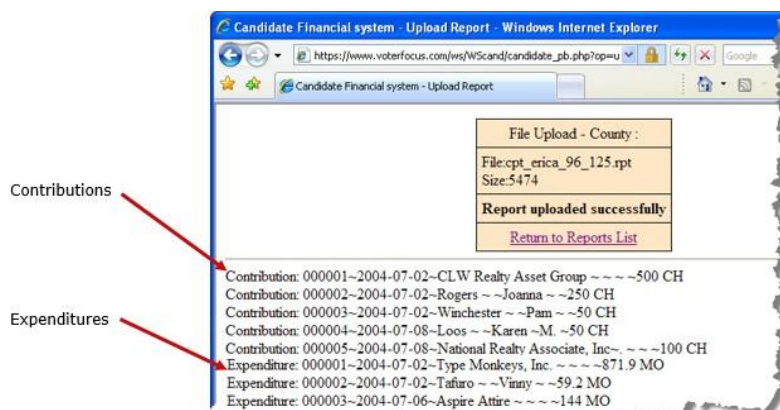 Candidate Financial system - Upload Report - Windows Internet Explorer
https://www.voterfocus.com/ws/WScand/candidate_pb.php?op=u
Google
Candidate Financial system - Upload Report
File Upload - County :
File:cpt_erica_96_125.rpt
Size:5474
Report uploaded successfully
Return to Reports List
Contributions
Contribution: 000001~2004-07-02~CLW Realty Asset Group ~ ~ ~ ~500 CH
Contribution: 000002~2004-07-02~Rogers ~ ~Joanna ~ ~250 CH
Contribution: 000003~2004-07-02~Winchester ~ ~Pam ~ ~50 CH
Contribution: 000004~2004-07-08~Loos ~ ~Karen ~M. ~50 CH
Contribution: 000005~2004-07-08~National Realty Associate, Inc~. ~ ~ ~100 CH
Expenditures
Expenditure: 000001~2004-07-02~Type Monkeys, Inc. ~ ~ ~ ~871.9 MO
Expenditure: 000002~2004-07-02~Tafuro ~ ~Vinny ~ ~59.2 MO
Expenditure: 000003~2004-07-06~Aspire Attire ~ ~ ~ ~144 MO